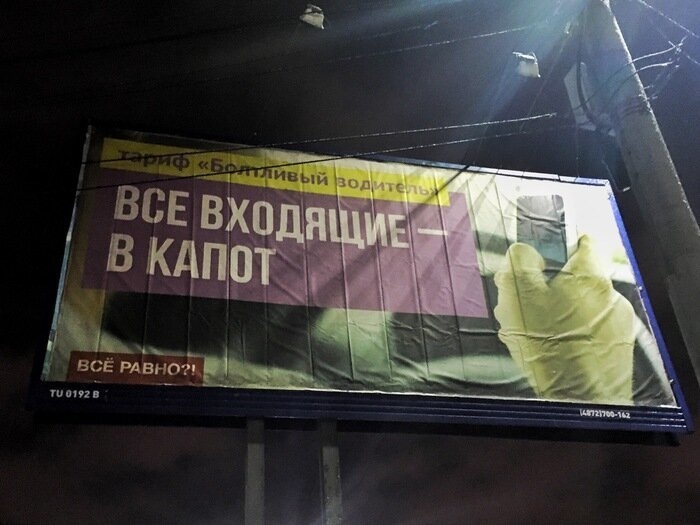 тариф «Болтливый водитель»
ВСЕ ВХОДЯЩИЕ –
В КАПОТ
ВСЁ РАВНО?!
TU 0192 B
(4872)700-162